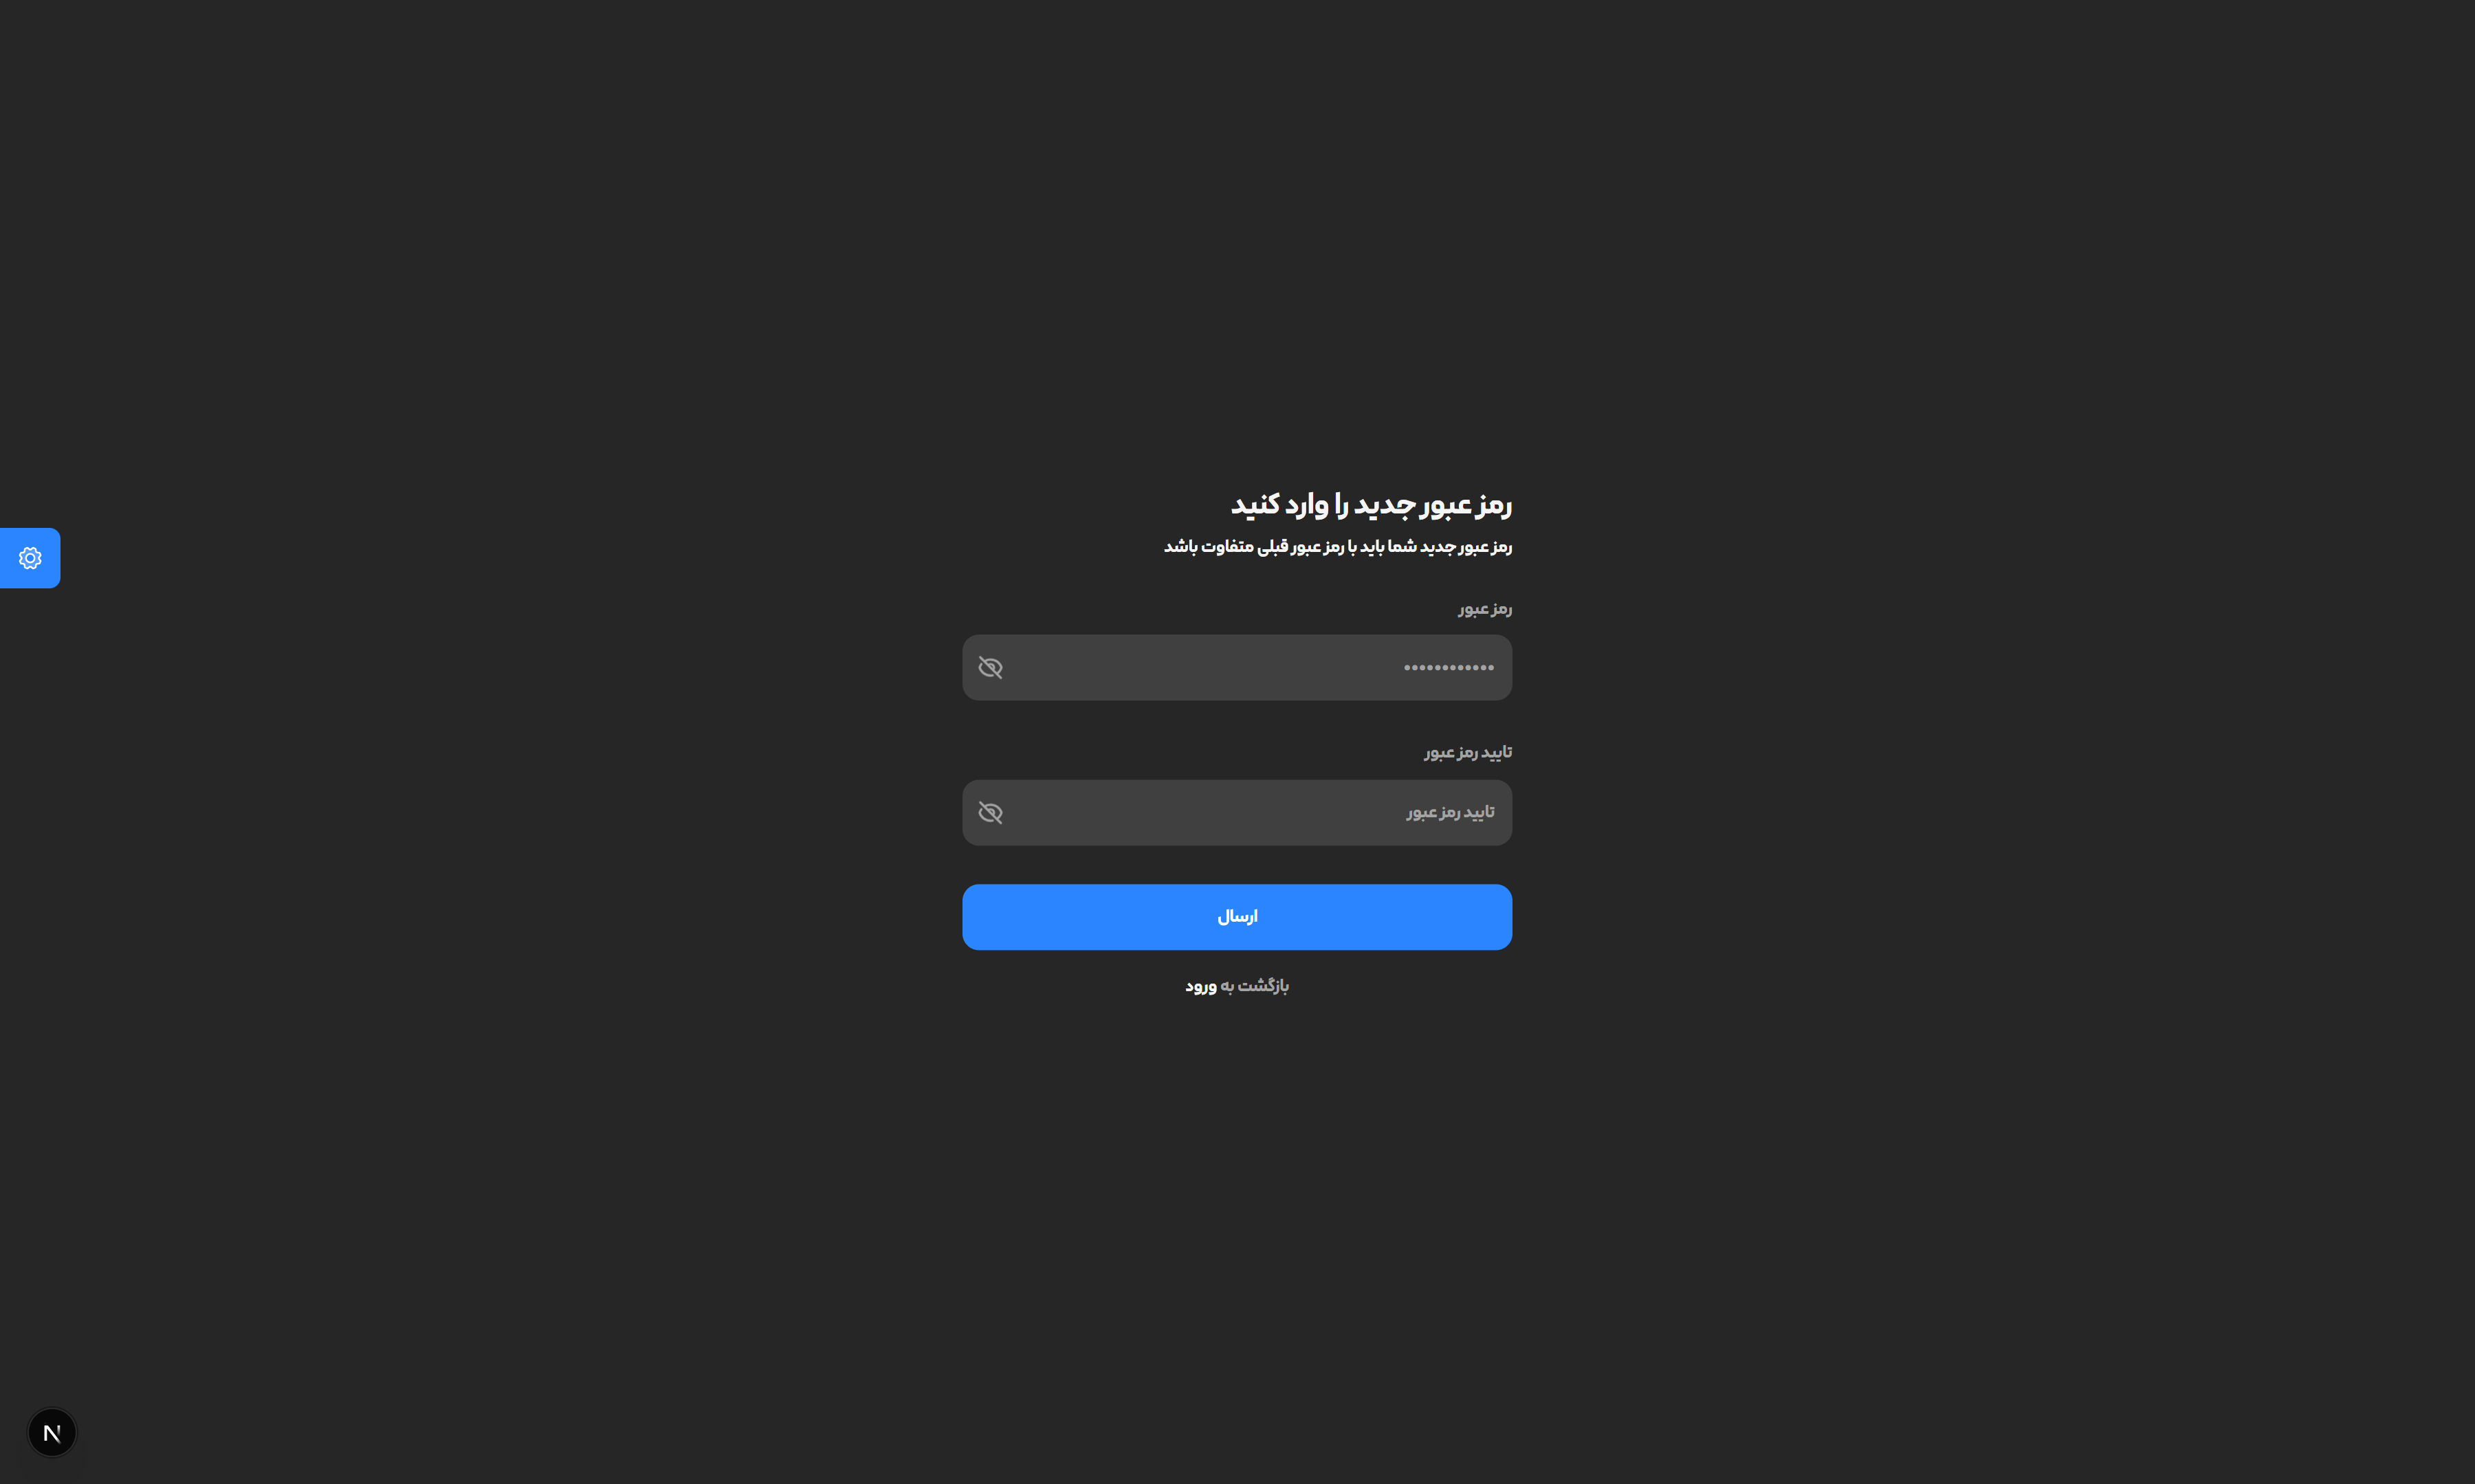 رمز عبور جدید را وارد کنید
رمز عبور جدید شما باید با رمز عبور قبلی متفاوت باشد
رمز عبور
••••••••••••
تایید رمز عبور
تایید رمز عبور
ارسال
بازگشت به ورود
N